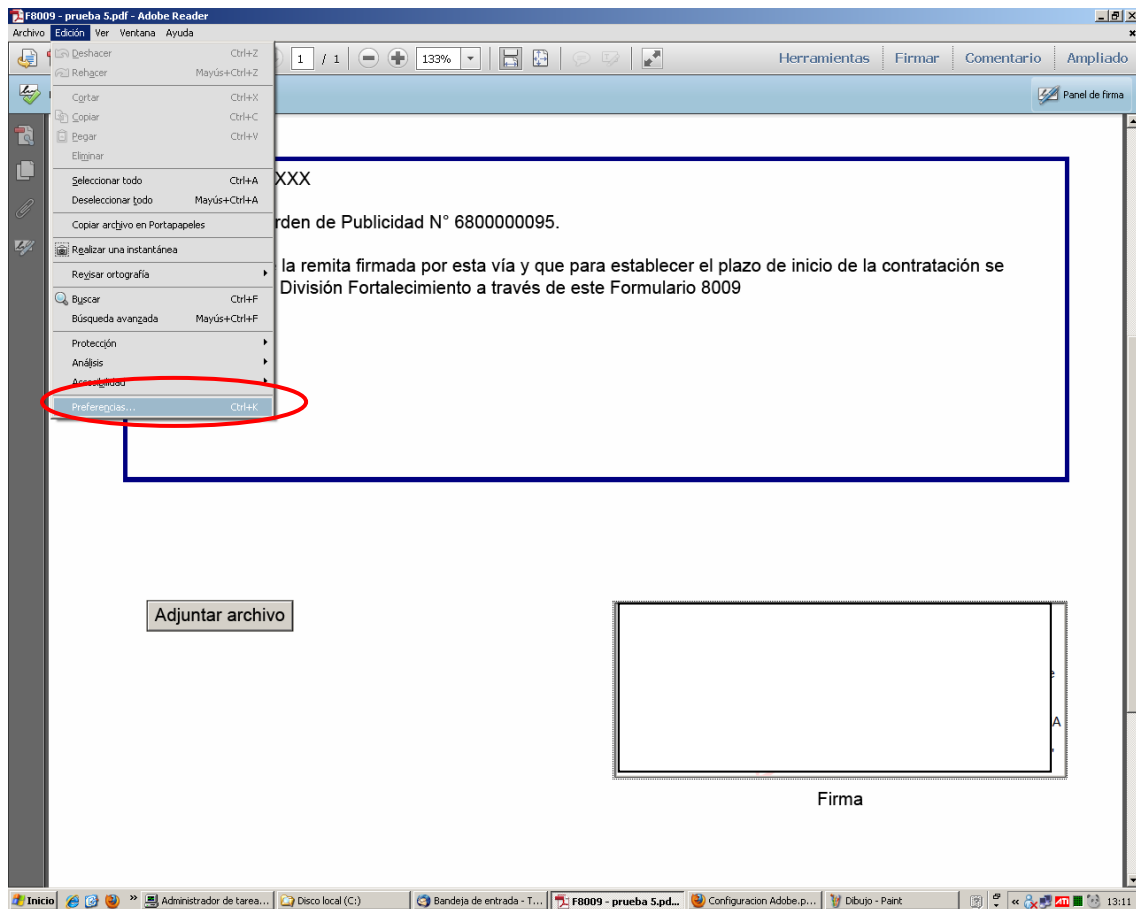 F8009 - prueba 5.pdf - Adobe Reader
Archivo Edición Ver Ventana Ayuda
1 / 1 133% Herramientas Firmar Comentario Ampliado
Panel de firma
Deshacer Ctrl+Z
Rehacer Mayús+Ctrl+Z
Cortar Ctrl+X
Copiar Ctrl+C
Pegar Ctrl+V
Eliminar
Seleccionar todo Ctrl+A
Deseleccionar todo Mayús+Ctrl+A
Copiar archivo en Portapapeles
Realizar una instantánea
Revisar ortografía
Buscar Ctrl+F
Búsqueda avanzada Mayús+Ctrl+F
Protección
Análisis
Accesibilidad
Preferencias... Ctrl+K
XXX
rden de Publicidad N° 6800000095.
la remita firmada por esta vía y que para establecer el plazo de inicio de la contratación se
División Fortalecimiento a través de este Formulario 8009
Adjuntar archivo
A
Firma
Inicio Administrador de tarea... Disco local (C:) Bandeja de entrada - T... F8009 - prueba 5.pd... Configuracion Adobe.p... Dibujo - Paint 13:11